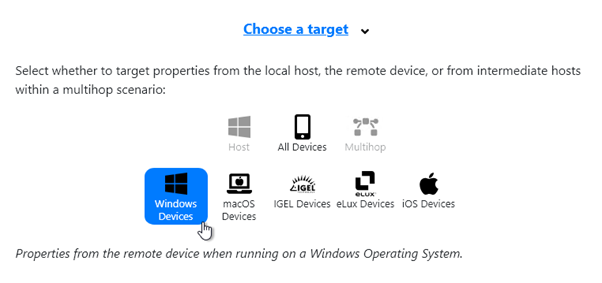 Choose a target
Select whether to target properties from the local host, the remote device, or from intermediate hosts
within a multihop scenario:
Host All Devices Multihop
IGEL eLux
Windows Devices macOS Devices IGEL Devices eLux Devices iOS Devices
Properties from the remote device when running on a Windows Operating System.